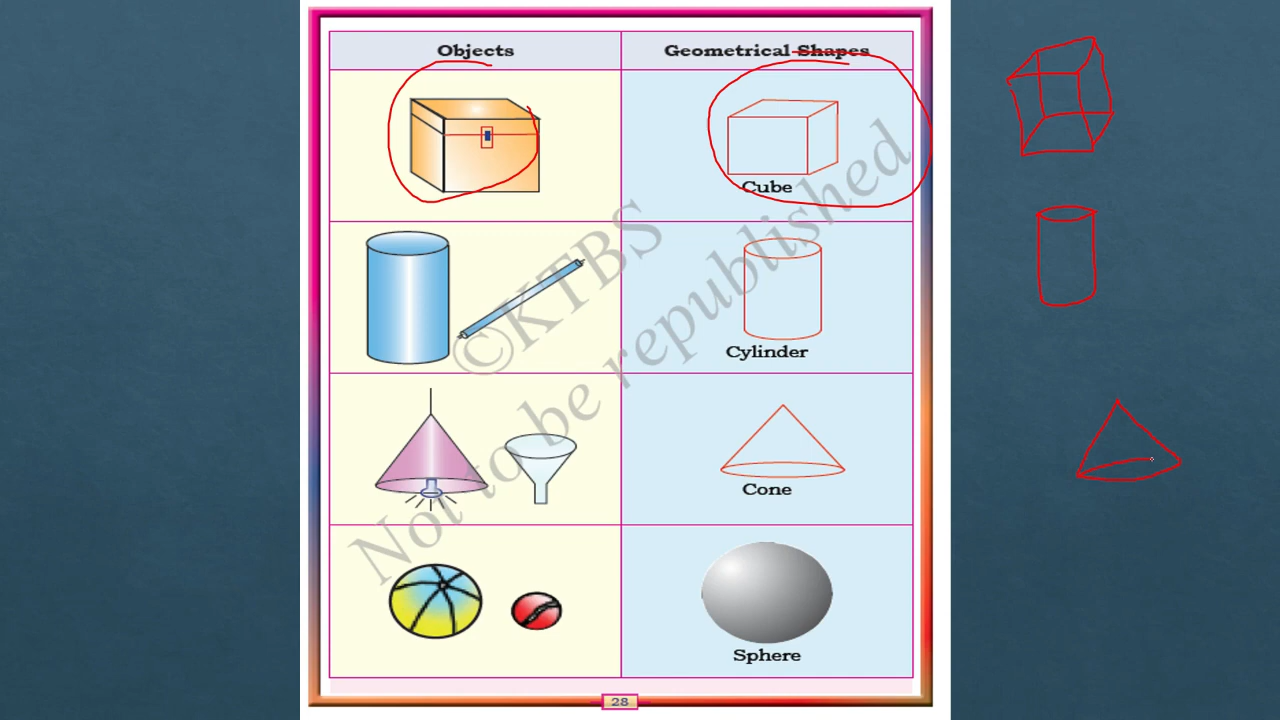 Objects
Geometrical Shapes
Cube
Cylinder
Cone
Sphere
©KTBS
Not to be republished
28